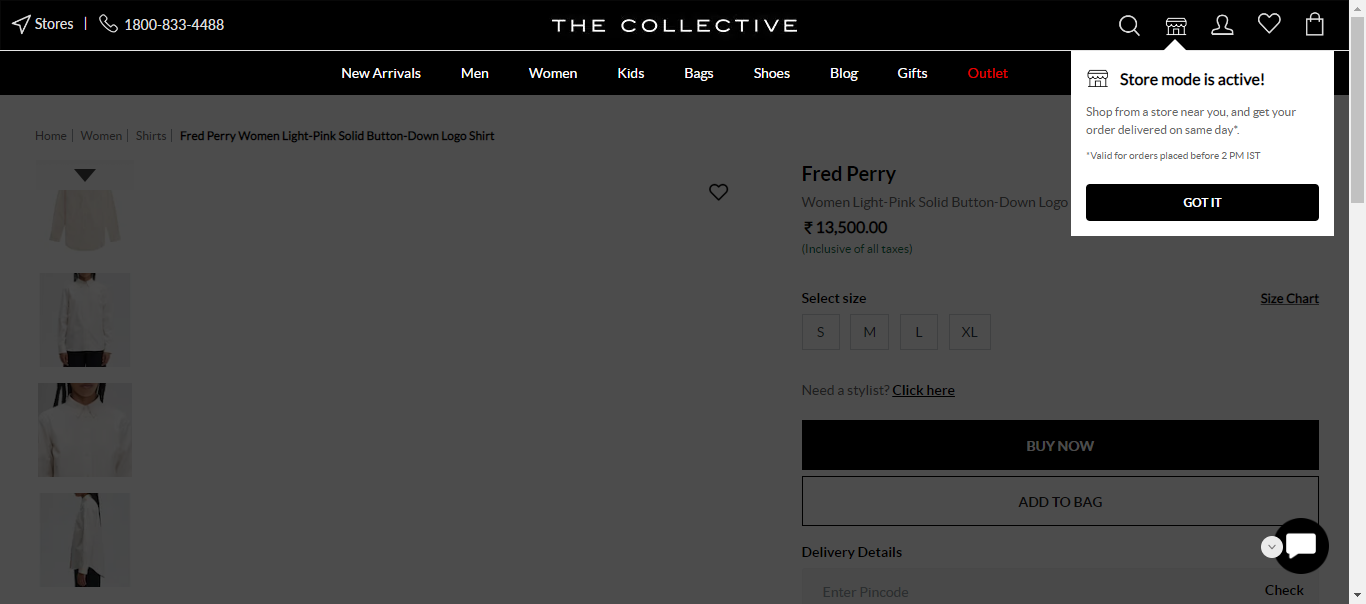 Stores | 1800-833-4488
THE COLLECTIVE
New Arrivals Men Women Kids Bags Shoes Blog Gifts Outlet
Store mode is active!
Shop from a store near you, and get your
order delivered on same day*.
*Valid for orders placed before 2 PM IST
GOT IT
Home | Women | Shirts | Fred Perry Women Light-Pink Solid Button-Down Logo Shirt
Fred Perry
Women Light-Pink Solid Button-Down Logo
₹ 13,500.00
(Inclusive of all taxes)
Select size Size Chart
S M L XL
Need a stylist? Click here
BUY NOW
ADD TO BAG
Delivery Details
Enter Pincode Check